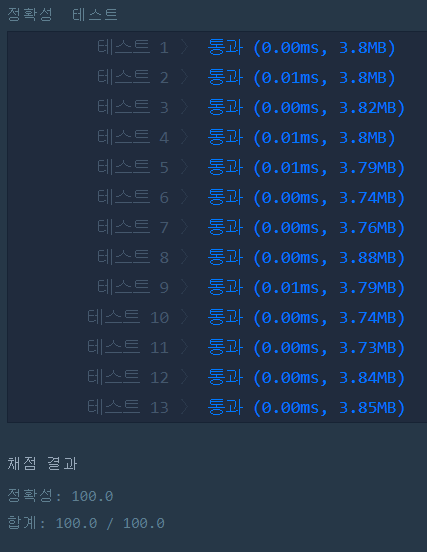 정확성 테스트
테스트 1 〉 통과 (0.00ms, 3.8MB)
테스트 2 〉 통과 (0.01ms, 3.8MB)
테스트 3 〉 통과 (0.00ms, 3.82MB)
테스트 4 〉 통과 (0.01ms, 3.8MB)
테스트 5 〉 통과 (0.01ms, 3.79MB)
테스트 6 〉 통과 (0.00ms, 3.74MB)
테스트 7 〉 통과 (0.00ms, 3.76MB)
테스트 8 〉 통과 (0.00ms, 3.88MB)
테스트 9 〉 통과 (0.01ms, 3.79MB)
테스트 10 〉 통과 (0.00ms, 3.74MB)
테스트 11 〉 통과 (0.00ms, 3.73MB)
테스트 12 〉 통과 (0.00ms, 3.84MB)
테스트 13 〉 통과 (0.00ms, 3.85MB)
채점 결과
정확성: 100.0
합계: 100.0 / 100.0